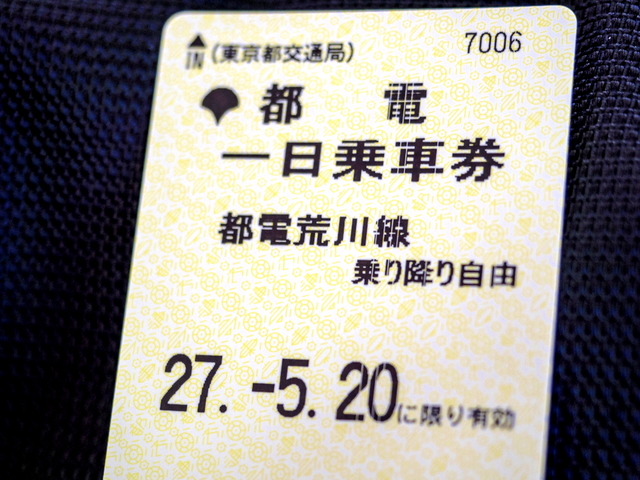 IN (東京都交通局) 7006
都 電
一日乗車券
都電荒川線
乗り降り自由
27.-5.20に限り有効